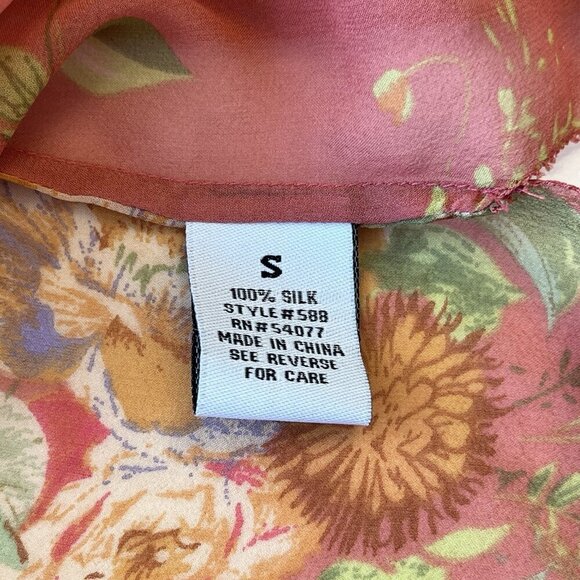 S
100% SILK
STYLE#588
RN#54077
MADE IN CHINA
SEE REVERSE
FOR CARE